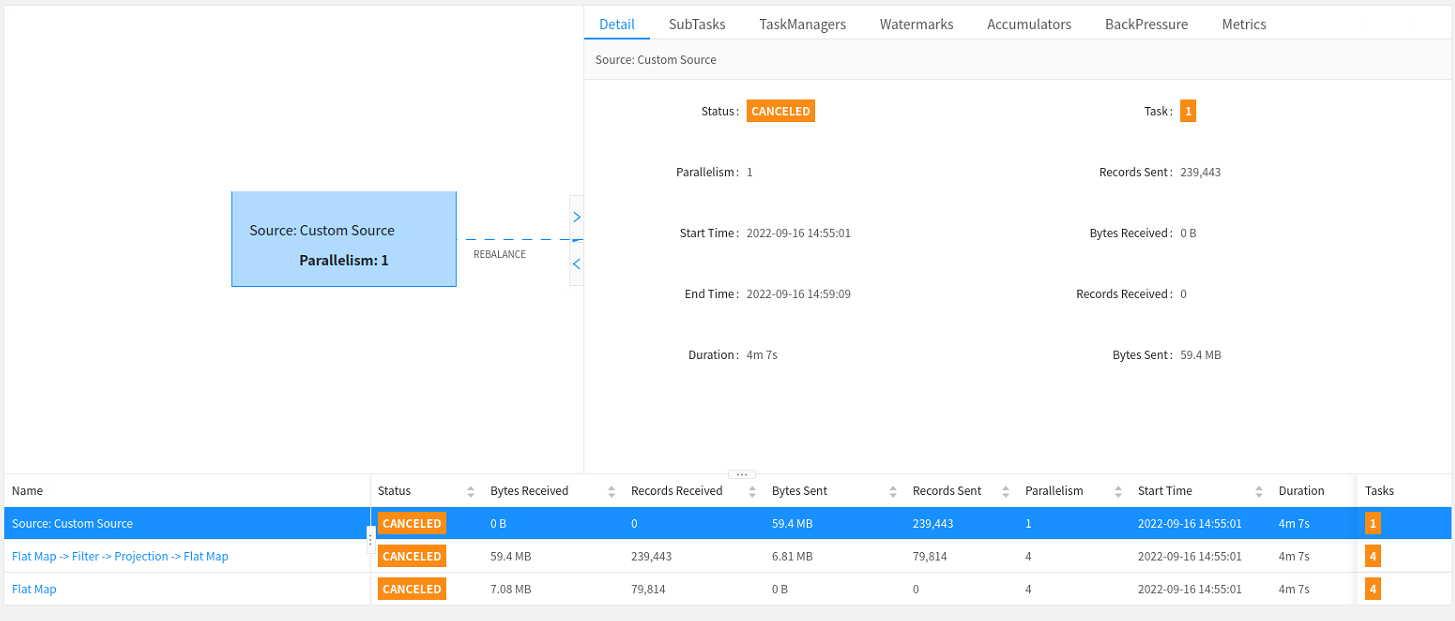 Detail SubTasks TaskManagers Watermarks Accumulators BackPressure Metrics
Source: Custom Source
Status: CANCELED Task: 1
Parallelism: 1 Records Sent: 239,443
Start Time: 2022-09-16 14:55:01 Bytes Received: 0 B
End Time: 2022-09-16 14:59:09 Records Received: 0
Duration: 4m 7s Bytes Sent: 59.4 MB
Source: Custom Source
Parallelism: 1
REBALANCE
Name Status Bytes Received Records Received Bytes Sent Records Sent Parallelism Start Time Duration Tasks
Source: Custom Source CANCELED 0 B 0 59.4 MB 239,443 1 2022-09-16 14:55:01 4m 7s 1
Flat Map -> Filter -> Projection -> Flat Map CANCELED 59.4 MB 239,443 6.81 MB 79,814 4 2022-09-16 14:55:01 4m 7s 4
Flat Map CANCELED 7.08 MB 79,814 0 B 0 4 2022-09-16 14:55:01 4m 7s 4